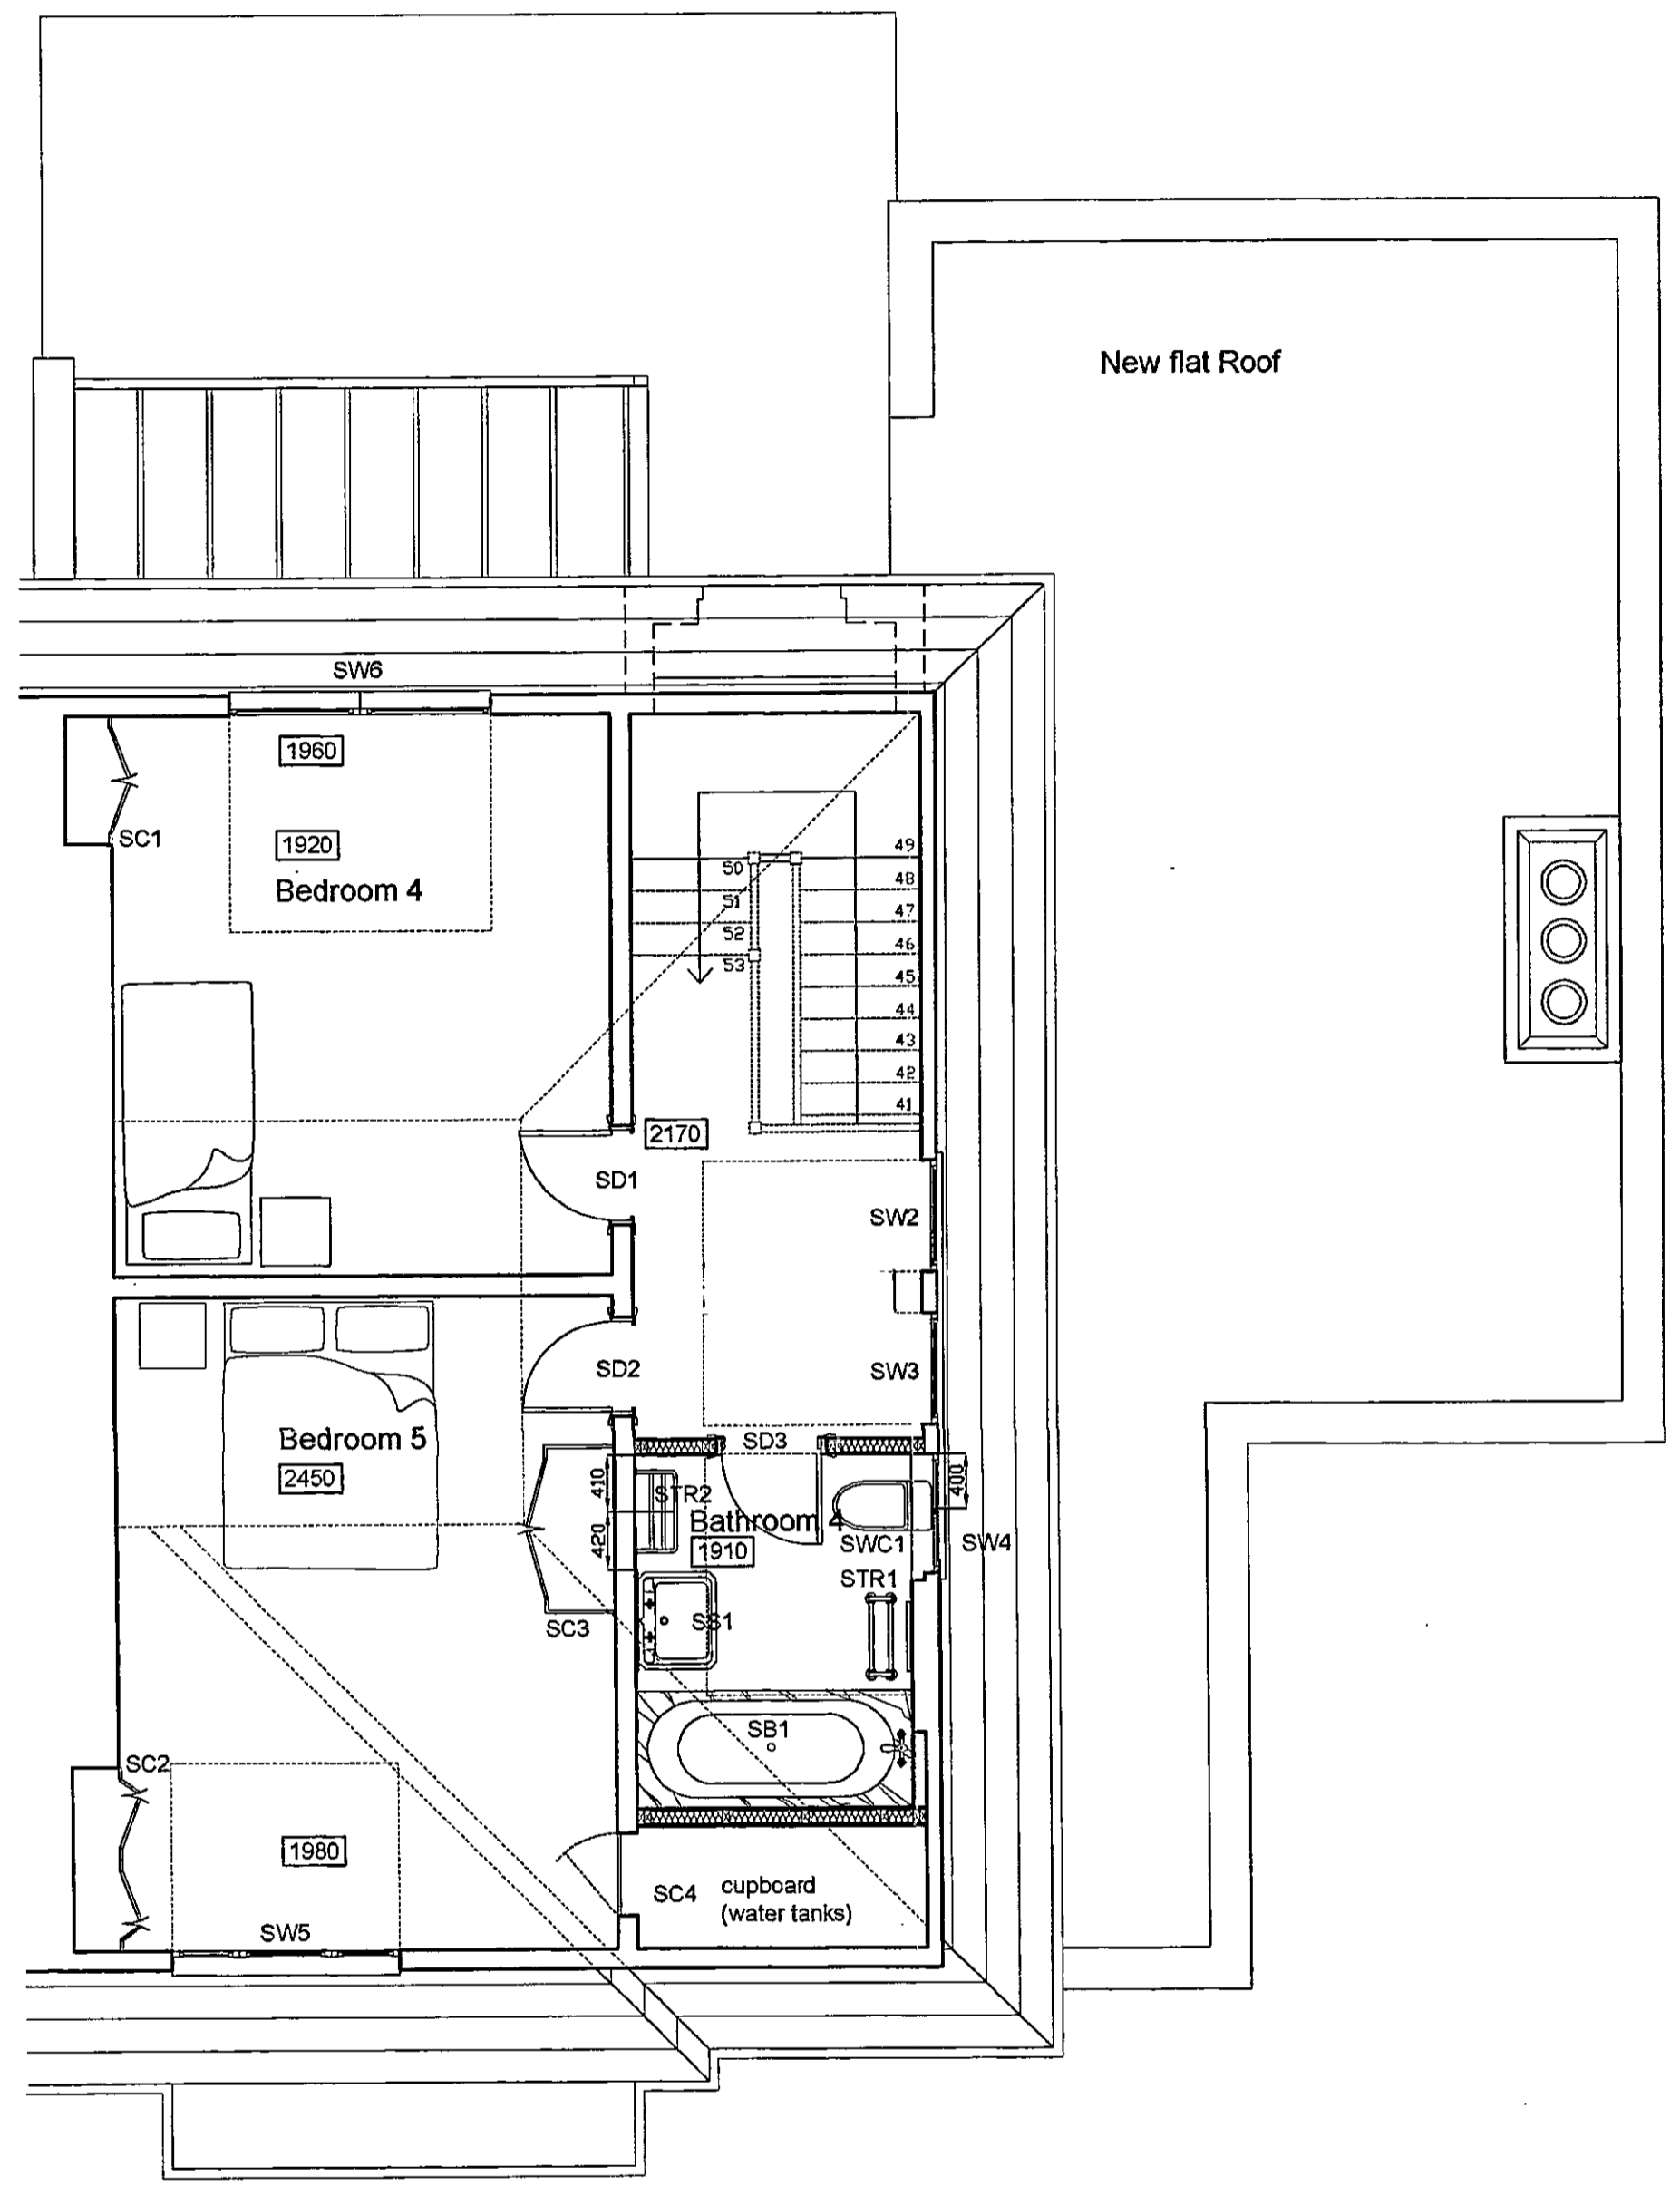 New flat Roof
SW6
1960
SC1
1920
Bedroom 4
49
50
48
51
47
52
46
53
45
44
43
42
41
2170
SD1
SW2
SD2
SW3
Bedroom 5
SD3
2450
410
400
STR2
Bathroom 4
420
1910
SWC1
SW4
STR1
SC3
SS1
SB1
SC2
1980
SC4
cupboard
(water tanks)
SW5